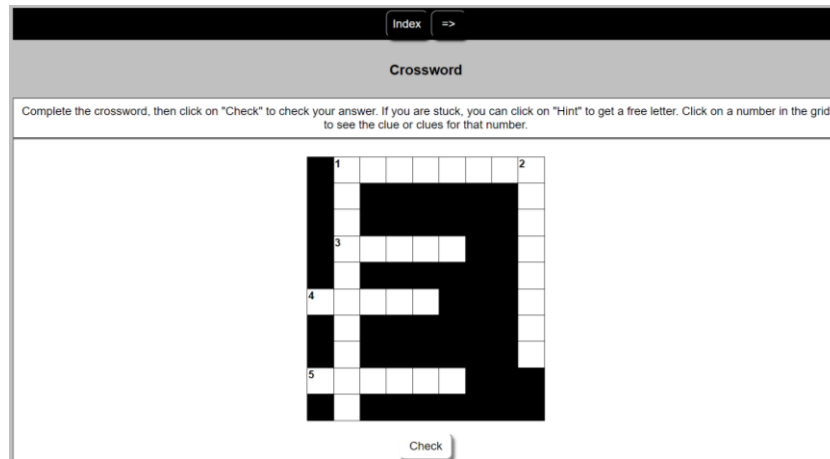 Index =>
Crossword
Complete the crossword, then click on "Check" to check your answer. If you are stuck, you can click on "Hint" to get a free letter. Click on a number in the grid
to see the clue or clues for that number.
1 2
3
4
5
Check